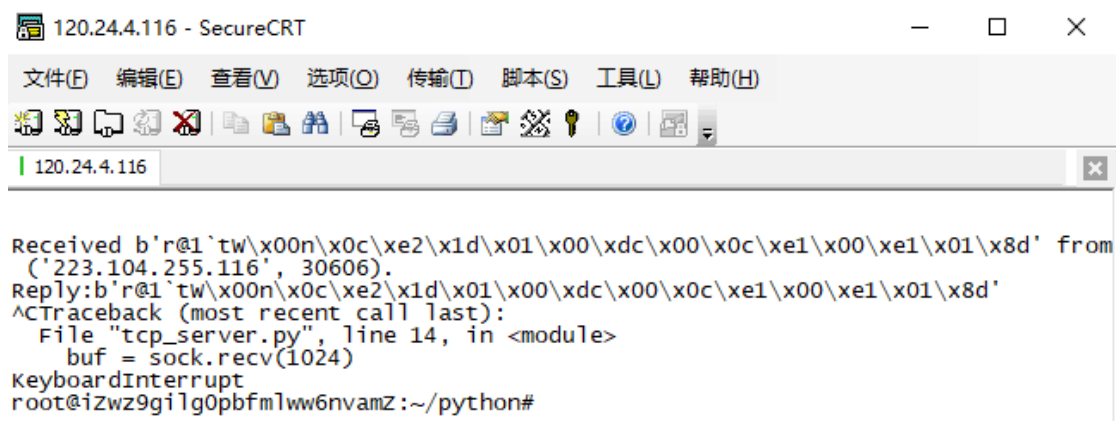 120.24.4.116 - SecureCRT
文件(F) 编辑(E) 查看(V) 选项(O) 传输(T) 脚本(S) 工具(L) 帮助(H)
120.24.4.116
Received b'r@1`tW\x00n\x0c\xe2\x1d\x01\x00\xdc\x00\x0c\xe1\x00\xe1\x01\x8d' from
 ('223.104.255.116', 30606).
Reply:b'r@1`tW\x00n\x0c\xe2\x1d\x01\x00\xdc\x00\x0c\xe1\x00\xe1\x01\x8d'
^CTraceback (most recent call last):
  File "tcp_server.py", line 14, in <module>
    buf = sock.recv(1024)
KeyboardInterrupt
root@iZwz9gilg0pbfmlww6nvamZ:~/python#